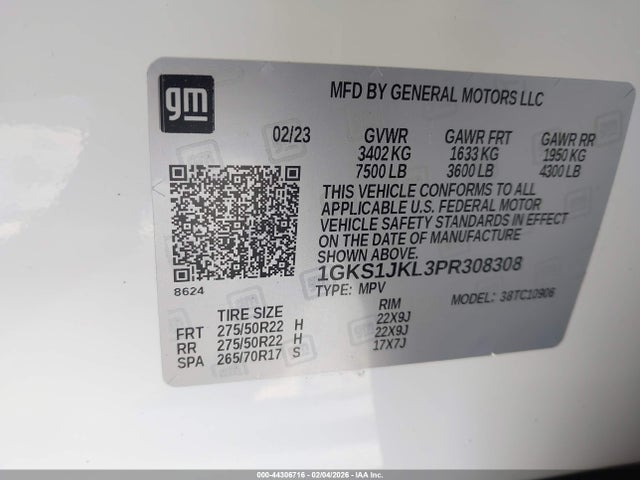 gm
MFD BY GENERAL MOTORS LLC
02/23 GVWR GAWR FRT GAWR RR
3402 KG 1633 KG 1950 KG
7500 LB 3600 LB 4300 LB
THIS VEHICLE CONFORMS TO ALL
APPLICABLE U.S. FEDERAL MOTOR
VEHICLE SAFETY STANDARDS IN EFFECT
ON THE DATE OF MANUFACTURE
SHOWN ABOVE.
1GKS1JKL3PR308308
8624 TYPE: MPV MODEL: 38TC10906
TIRE SIZE RIM
FRT 275/50R22 H 22X9J
RR 275/50R22 H 22X9J
SPA 265/70R17 S 17X7J
000-44306716 - 02/04/2026 - IAA Inc.